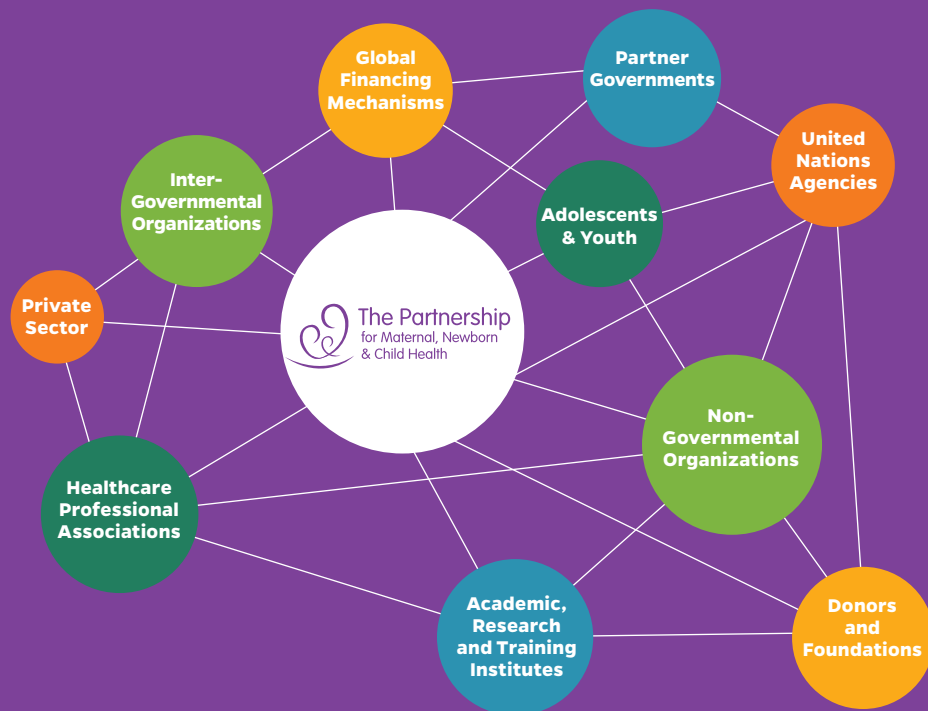 Global
Financing
Mechanisms
Partner
Governments
United
Nations
Agencies
Inter-
Governmental
Organizations
Adolescents
& Youth
Private
Sector
The Partnership
for Maternal, Newborn
& Child Health
Non-
Governmental
Organizations
Healthcare
Professional
Associations
Academic,
Research
and Training
Institutes
Donors
and
Foundations